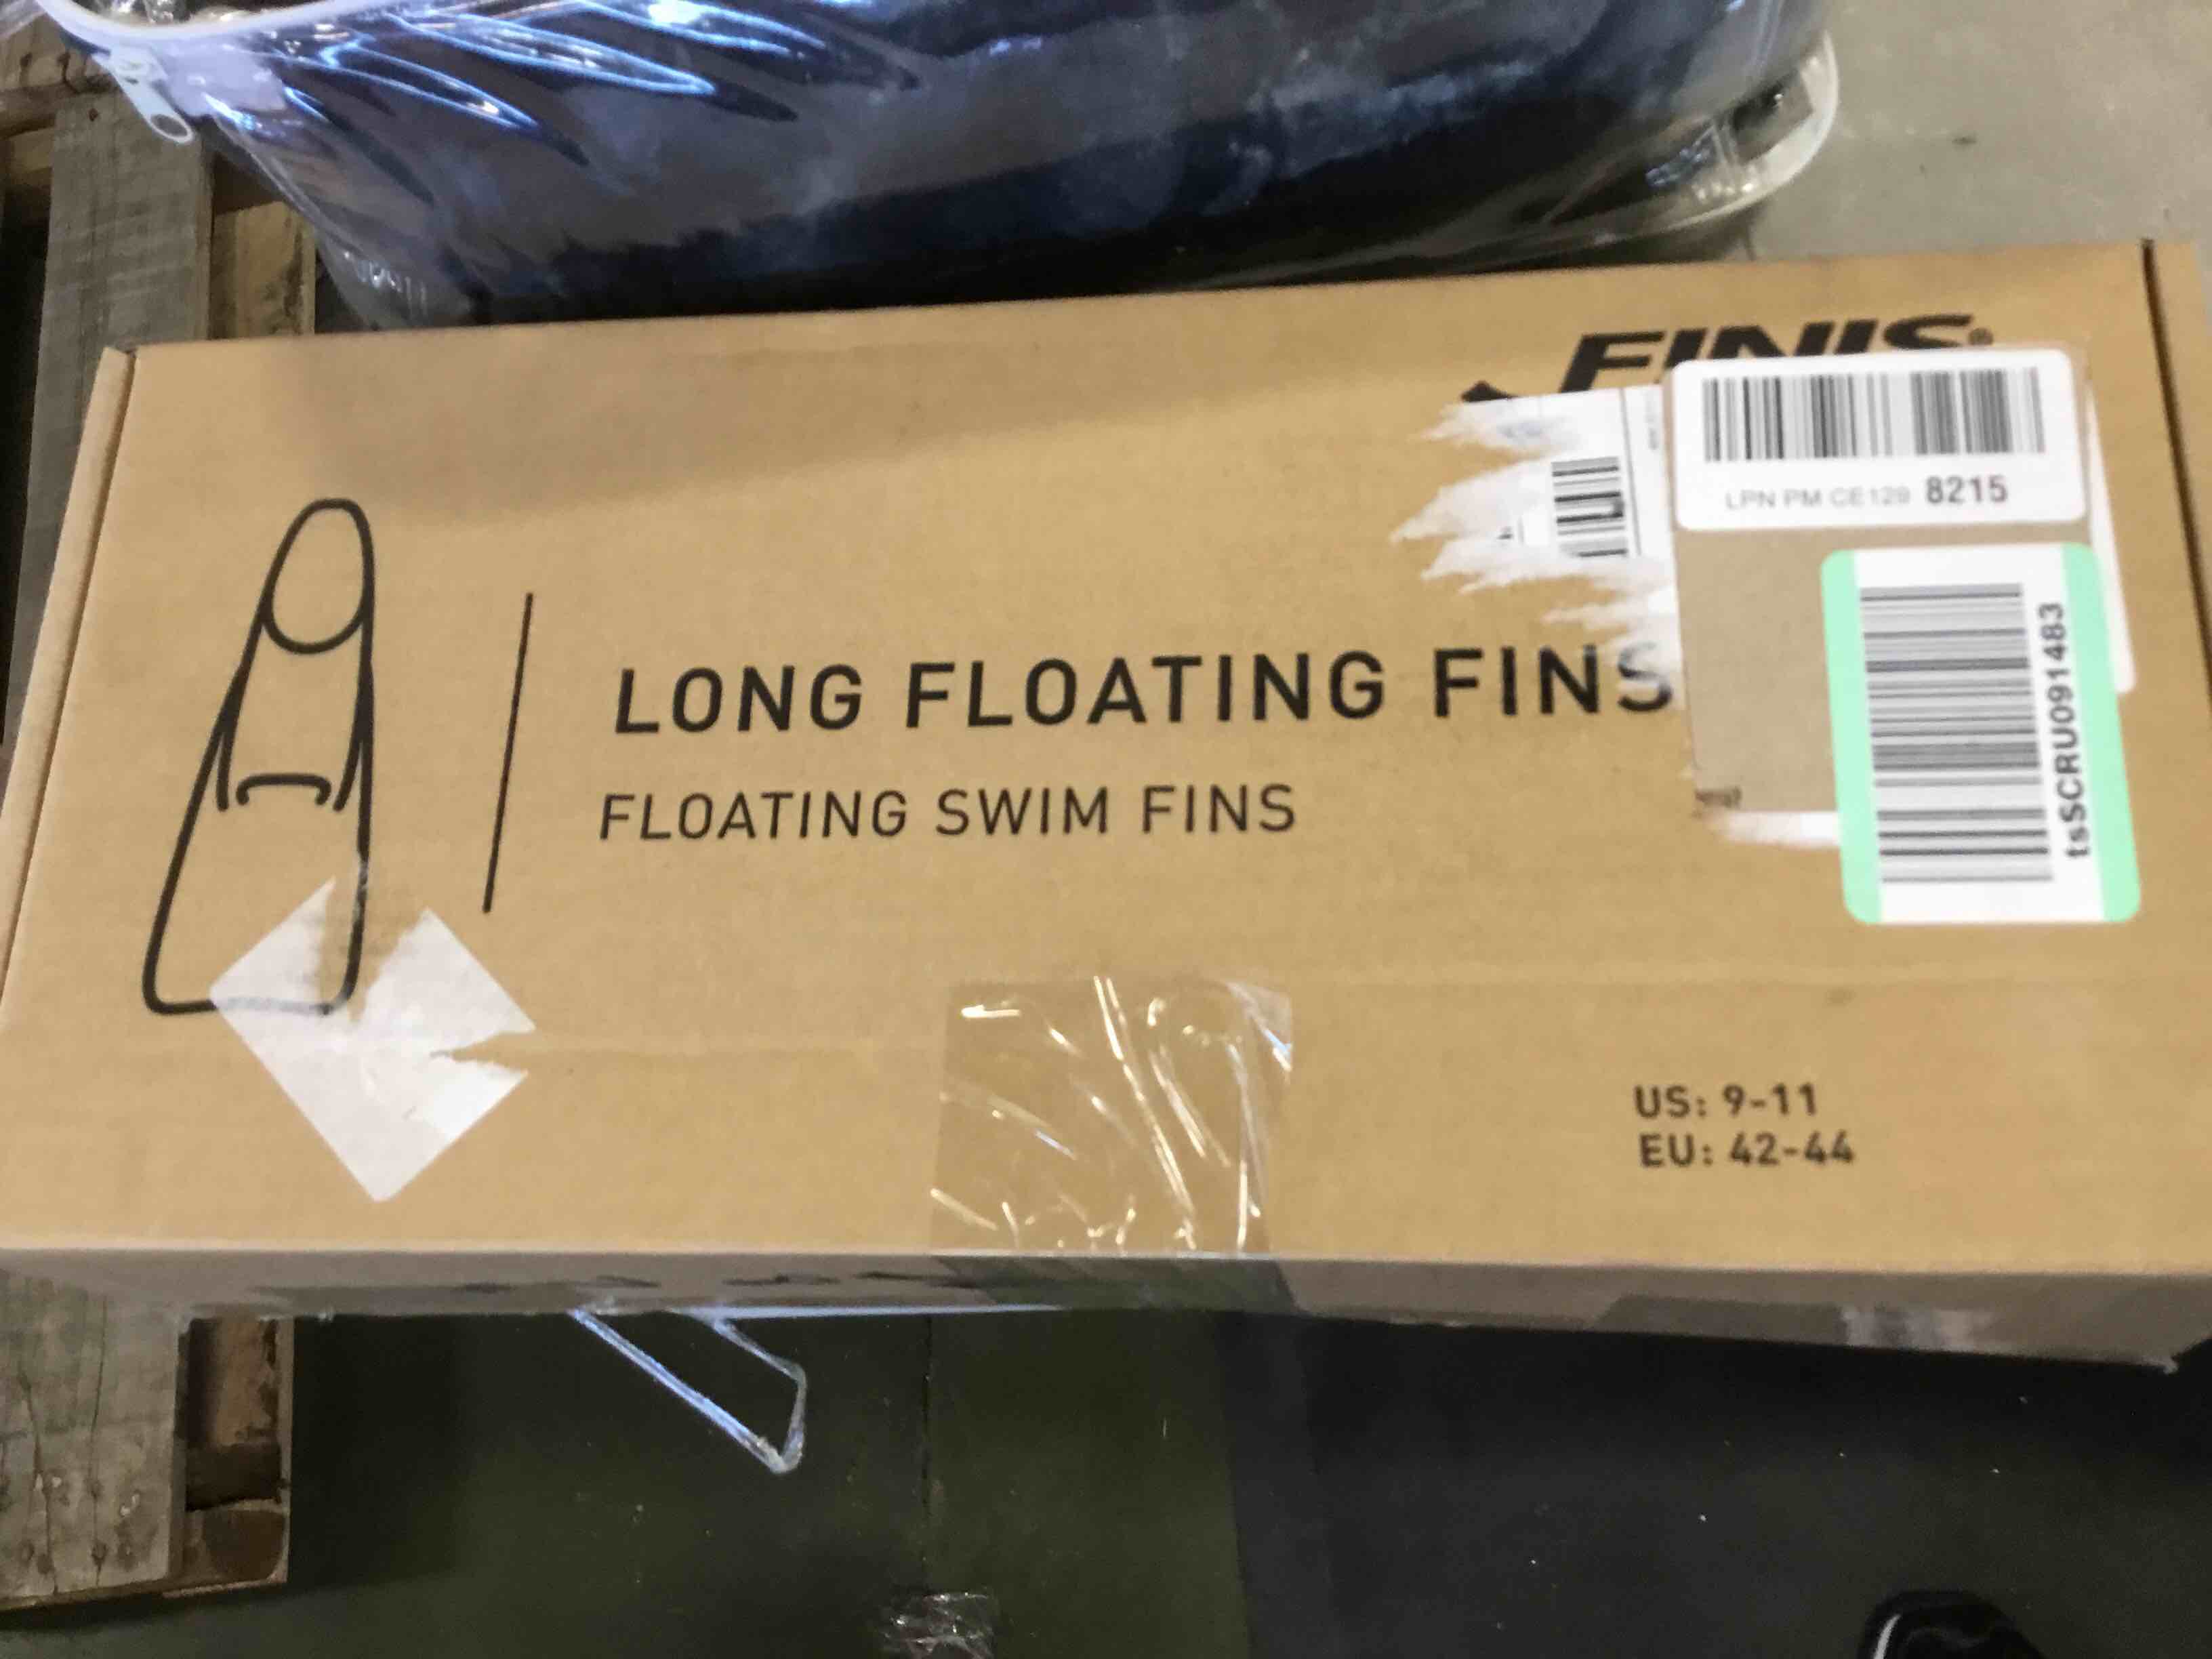 FINIS®
LPN PM CE129 8215
LONG FLOATING FINS
FLOATING SWIM FINS
tsSCRU091483
US: 9-11
EU: 42-44